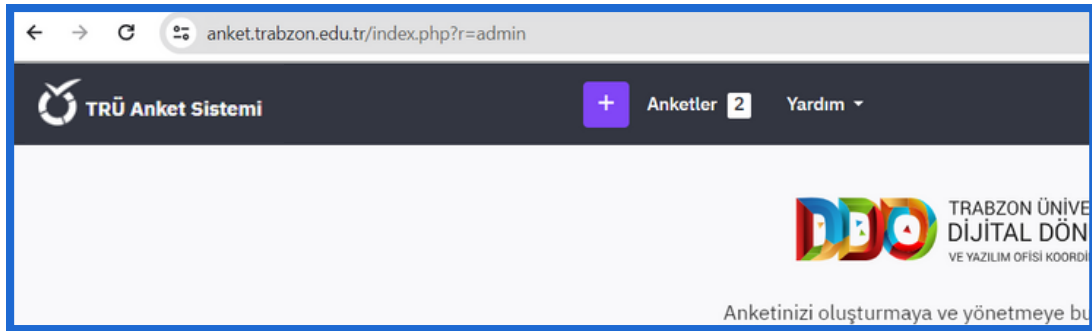 anket.trabzon.edu.tr/index.php?r=admin
TRÜ Anket Sistemi + Anketler 2 Yardım
DDO
TRABZON ÜNİVE
DİJİTAL DÖN
VE YAZILIM OFİSİ KOORDİ
Anketinizi oluşturmaya ve yönetmeye bu